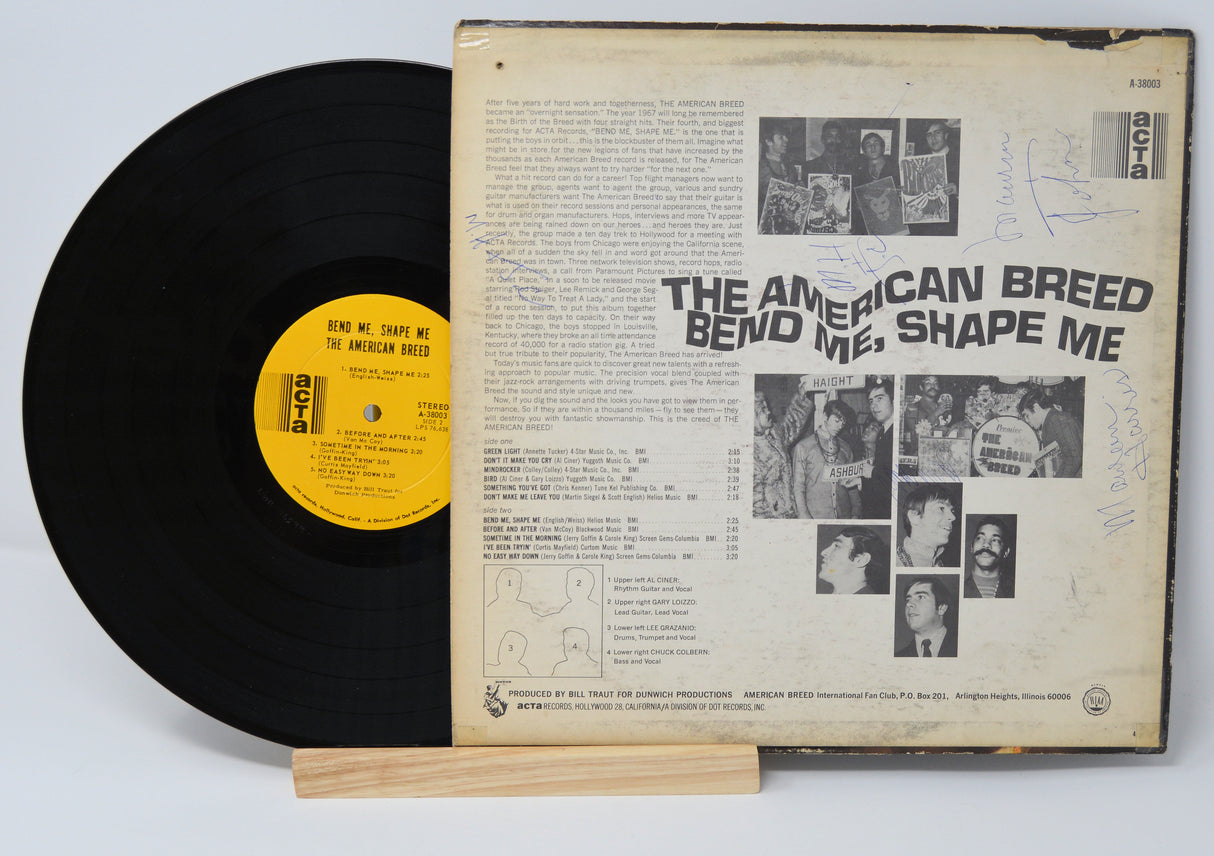 BEND ME, SHAPE ME
THE AMERICAN BREED
1. BEND ME, SHAPE ME 2:25
(English-Weiss)
acta
STEREO
A-38003
SIDE 2
2. BEFORE AND AFTER 2:45
(Van Mc Coy)
3. SOMETIME IN THE MORNING 2:20
(Goffin-King)
4. I'VE BEEN TRYIN' 3:05
(Curtis Mayfield)
5. NO EASY WAY DOWN 3:20
(Goffin-King)
Produced by Bill Traut for
Dunwich Productions
acta records, Hollywood, Calif. - A Division of Dot Records, Inc.
A-38003
acta
After five years of hard work and togetherness, THE AMERICAN BREED
became an "overnight sensation." The year 1967 will long be remembered
as the Birth of the Breed with four straight hits. Their fourth, and biggest
recording for ACTA Records, "BEND ME, SHAPE ME," is the one that is
putting the boys in orbit...this is the blockbuster of them all. Imagine what
might be in store for the new legions of fans that have increased by the
thousands as each American Breed record is released, for The American
Breed feel that they always want to try harder "for the next one."
What a hit record can do for a career! Top flight managers now want to
manage the group, agents want to agent the group, various and sundry
guitar manufacturers want The American Breed to say that their guitar is
what is used on their record sessions and personal appearances, the same
for drum and organ manufacturers. Hops, interviews and more TV appear-
ances are being rained down on our heroes...and heroes they are. Just
recently, the group made a ten day trek to Hollywood for a meeting with
ACTA Records. The boys from Chicago were enjoying the California scene,
when all of a sudden the sky fell in and word got around that the Ameri-
can Breed was in town. Three network television shows, record hops, radio
station interviews, a call from Paramount Pictures to sing a tune called
"A Quiet Place," in a soon to be released movie
starring Rod Steiger, Lee Remick and George Seg-
al titled "No Way To Treat A Lady," and the start
of a record session, to put this album together
filled up the ten days to capacity. On their way
back to Chicago, the boys stopped in Louisville,
Kentucky, where they broke an all time attendance
record of 40,000 for a radio station gig. A tried
but true tribute to their popularity, The American Breed has arrived!
Today's music fans are quick to discover great new talents with a refresh-
ing approach to popular music. The precision vocal blend coupled with
their jazz-rock arrangements with driving trumpets, gives The American
Breed the sound and style unique and new.
Now, if you dig the sound and the looks you have got to view them in per-
formance. So if they are within a thousand miles—fly to see them—they
will destroy you with fantastic showmanship. This is the creed of THE
AMERICAN BREED!
John
THE AMERICAN BREED
BEND ME, SHAPE ME
HAIGHT
ASHBURY
Premier
THE
AMERICAN
BREED
side one
GREEN LIGHT (Annette Tucker) 4-Star Music Co., Inc. BMI 2:15
DON'T IT MAKE YOU CRY (Al Ciner) Yuggoth Music Co. BMI 3:10
MINDROCKER (Colley/Colley) 4-Star Music Co., Inc. BMI 2:38
BIRD (Al Ciner & Gary Loizzo) Yuggoth Music Co. BMI 2:39
SOMETHING YOU'VE GOT (Chris Kenner) Tune Kel Publishing Co. BMI 2:47
DON'T MAKE ME LEAVE YOU (Martin Siegel & Scott English) Helios Music BMI 2:18
side two
BEND ME, SHAPE ME (English/Weiss) Helios Music BMI 2:25
BEFORE AND AFTER (Van McCoy) Blackwood Music BMI 2:45
SOMETIME IN THE MORNING (Jerry Goffin & Carole King) Screen Gems-Columbia BMI 2:20
I'VE BEEN TRYIN' (Curtis Mayfield) Curtom Music BMI 3:05
NO EASY WAY DOWN (Jerry Goffin & Carole King) Screen Gems-Columbia BMI 3:20
1 2
3 4
1 Upper left AL CINER:
Rhythm Guitar and Vocal
2 Upper right GARY LOIZZO:
Lead Guitar, Lead Vocal
3 Lower left LEE GRAZANIO:
Drums, Trumpet and Vocal
4 Lower right CHUCK COLBERN:
Bass and Vocal
PRODUCED BY BILL TRAUT FOR DUNWICH PRODUCTIONS AMERICAN BREED International Fan Club, P.O. Box 201, Arlington Heights, Illinois 60006
acta RECORDS, HOLLYWOOD 28, CALIFORNIA/A DIVISION OF DOT RECORDS, INC.
RIAA
4